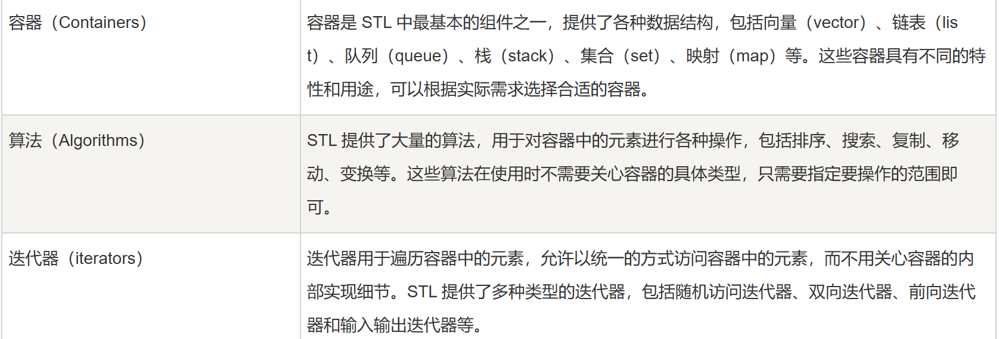 容器（Containers）
容器是 STL 中最基本的组件之一，提供了各种数据结构，包括向量（vector）、链表（lis
t）、队列（queue）、栈（stack）、集合（set）、映射（map）等。这些容器具有不同的特
性和用途，可以根据实际需求选择合适的容器。
算法（Algorithms）
STL 提供了大量的算法，用于对容器中的元素进行各种操作，包括排序、搜索、复制、移
动、变换等。这些算法在使用时不需要关心容器的具体类型，只需要指定要操作的范围即
可。
迭代器（iterators）
迭代器用于遍历容器中的元素，允许以统一的方式访问容器中的元素，而不用关心容器的内
部实现细节。STL 提供了多种类型的迭代器，包括随机访问迭代器、双向迭代器、前向迭代
器和输入输出迭代器等。